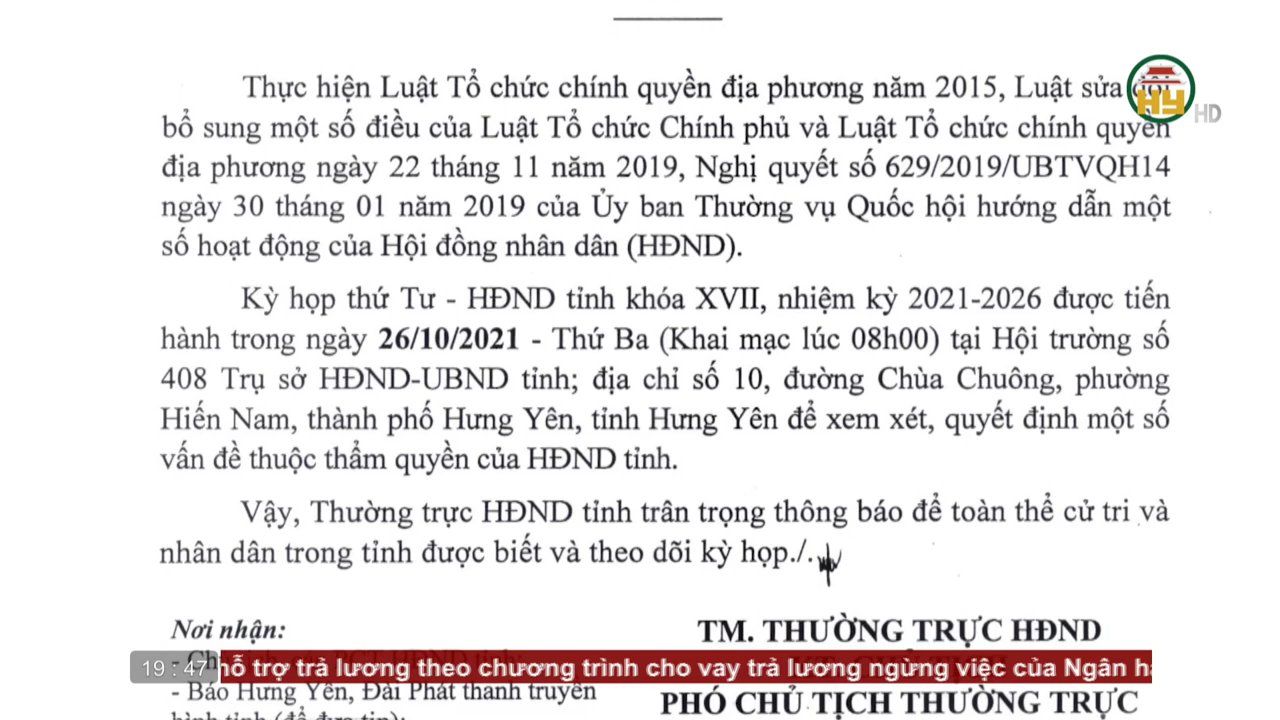 Thực hiện Luật Tổ chức chính quyền địa phương năm 2015, Luật sửa đổi
bổ sung một số điều của Luật Tổ chức Chính phủ và Luật Tổ chức chính quyền
địa phương ngày 22 tháng 11 năm 2019, Nghị quyết số 629/2019/UBTVQH14
ngày 30 tháng 01 năm 2019 của Ủy ban Thường vụ Quốc hội hướng dẫn một
số hoạt động của Hội đồng nhân dân (HĐND).
Kỳ họp thứ Tư - HĐND tỉnh khóa XVII, nhiệm kỳ 2021-2026 được tiến
hành trong ngày 26/10/2021 - Thứ Ba (Khai mạc lúc 08h00) tại Hội trường số
408 Trụ sở HĐND-UBND tỉnh; địa chỉ số 10, đường Chùa Chuông, phường
Hiến Nam, thành phố Hưng Yên, tỉnh Hưng Yên để xem xét, quyết định một số
vấn đề thuộc thẩm quyền của HĐND tỉnh.
Vậy, Thường trực HĐND tỉnh trân trọng thông báo để toàn thể cử tri và
nhân dân trong tỉnh được biết và theo dõi kỳ họp./.
HY HD
Nơi nhận:
TM. THƯỜNG TRỰC HĐND
19:47 hỗ trợ trả lương theo chương trình cho vay trả lương ngừng việc của Ngân
- Báo Hưng Yên, Đài Phát thanh truyền
hình tỉnh (để đưa tin);
PHÓ CHỦ TỊCH THƯỜNG TRỰC